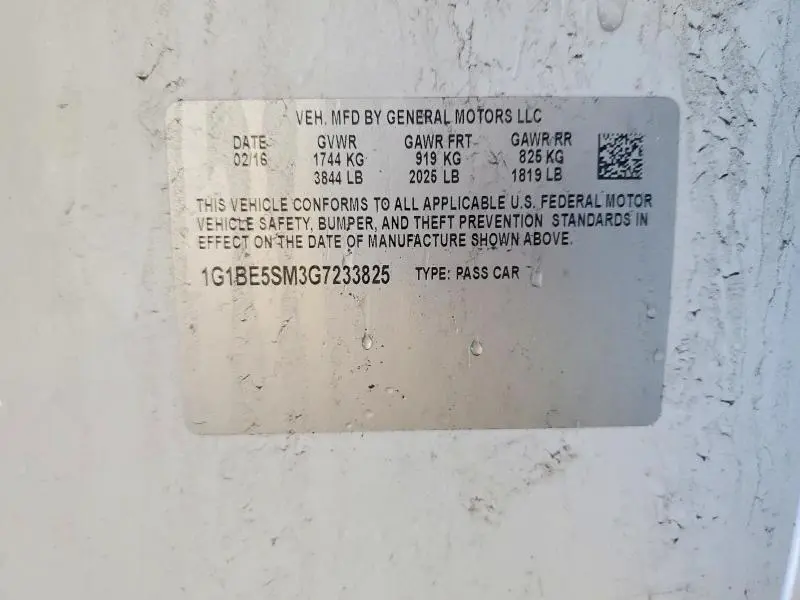 VEH. MFD BY GENERAL MOTORS LLC
DATE GVWR GAWR FRT GAWR RR
02/16 1744 KG 919 KG 825 KG
3844 LB 2025 LB 1819 LB
THIS VEHICLE CONFORMS TO ALL APPLICABLE U.S. FEDERAL MOTOR
VEHICLE SAFETY, BUMPER, AND THEFT PREVENTION STANDARDS IN
EFFECT ON THE DATE OF MANUFACTURE SHOWN ABOVE.
1G1BE5SM3G7233825 TYPE: PASS CAR